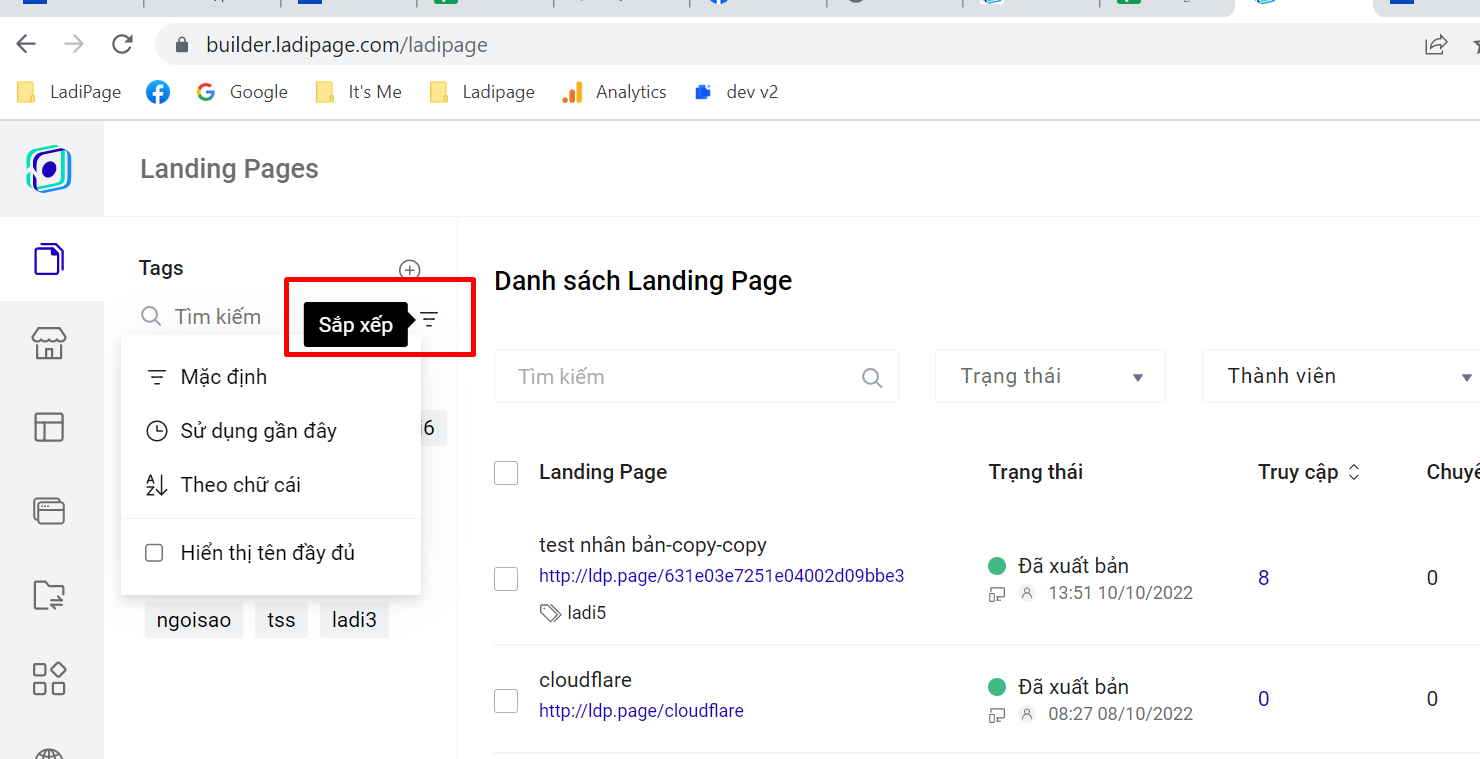 builder.ladipage.com/ladipage
LadiPage
Google
It's Me
Ladipage
Analytics
dev v2
Landing Pages
Tags
Tìm kiếm
Sắp xếp
Mặc định
Sử dụng gần đây
Theo chữ cái
Hiển thị tên đầy đủ
i6
ngoisao tss ladi3
Danh sách Landing Page
Tìm kiếm
Trạng thái
Thành viên
Landing Page Trạng thái Truy cập
test nhân bản-copy-copy
http://ldp.page/631e03e7251e04002d09bbe3
ladi5
Đã xuất bản
13:51 10/10/2022
8 0
cloudflare
http://ldp.page/cloudflare
Đã xuất bản
08:27 08/10/2022
0 0